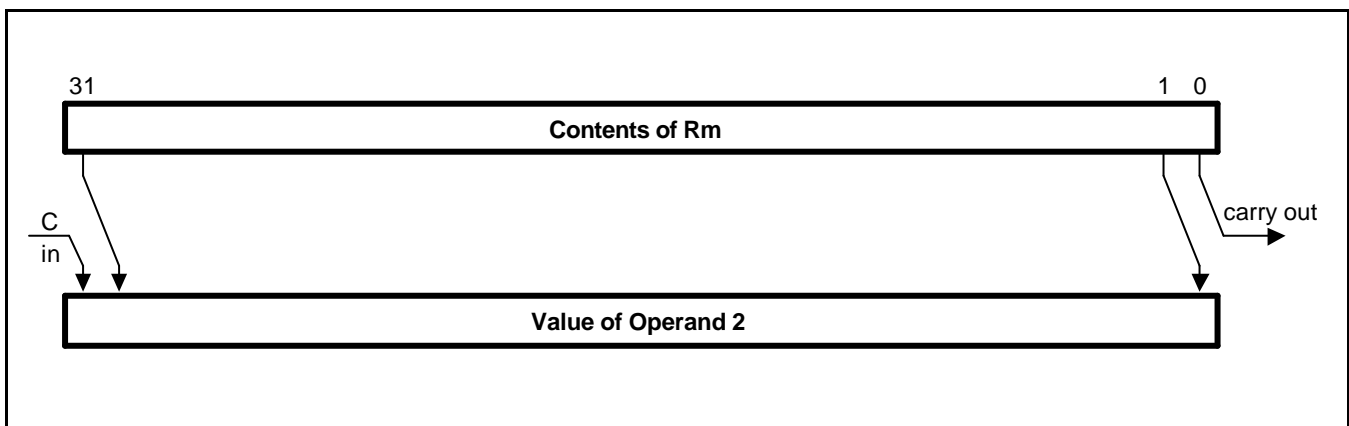 31 1 0
Contents of Rm
C
in
carry out
Value of Operand 2